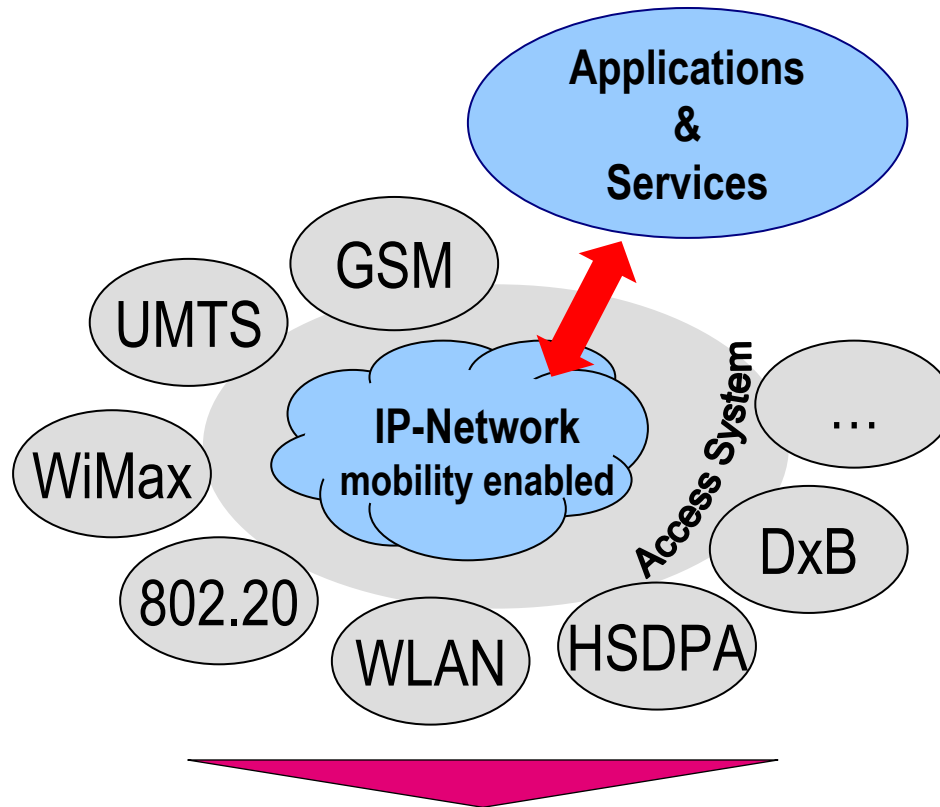 Applications
&
Services
GSM
UMTS
IP-Network
mobility enabled
Access System
...
WiMax
DxB
802.20
WLAN
HSDPA